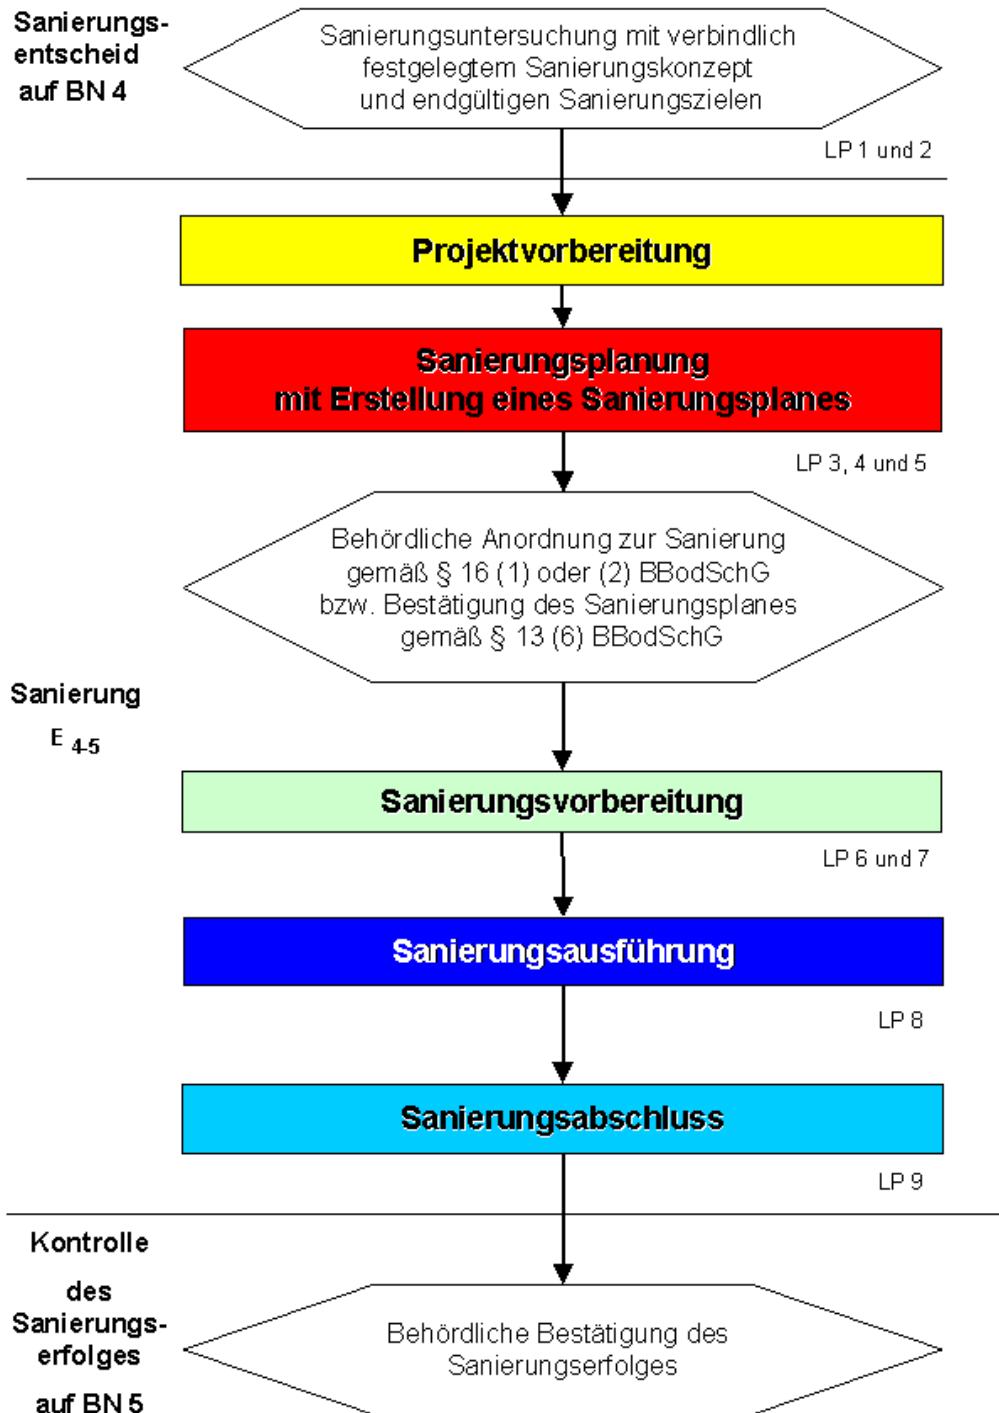 Sanierungs-
entscheid
auf BN 4
Sanierungsuntersuchung mit verbindlich
festgelegtem Sanierungskonzept
und endgültigen Sanierungszielen
LP 1 und 2
Projektvorbereitung
Sanierungsplanung
mit Erstellung eines Sanierungsplanes
LP 3, 4 und 5
Behördliche Anordnung zur Sanierung
gemäß § 16 (1) oder (2) BBodSchG
bzw. Bestätigung des Sanierungsplanes
gemäß § 13 (6) BBodSchG
Sanierung
E 4-5
Sanierungsvorbereitung
LP 6 und 7
Sanierungsausführung
LP 8
Sanierungsabschluss
LP 9
Kontrolle
des
Sanierungs-
erfolges
auf BN 5
Behördliche Bestätigung des
Sanierungserfolges